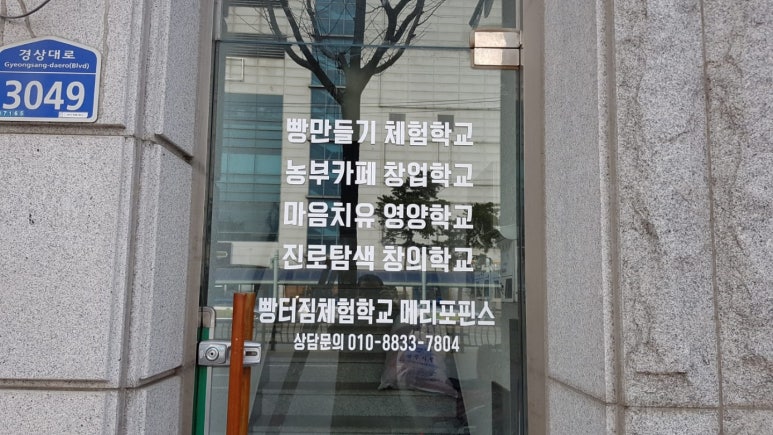 경상대로
Gyeongsang-daero(Blvd)
3049
빵만들기 체험학교
농부카페 창업학교
마음치유 영양학교
진로탐색 창의학교
빵터짐체험학교 메리포핀스
상담문의 010-8833-7804